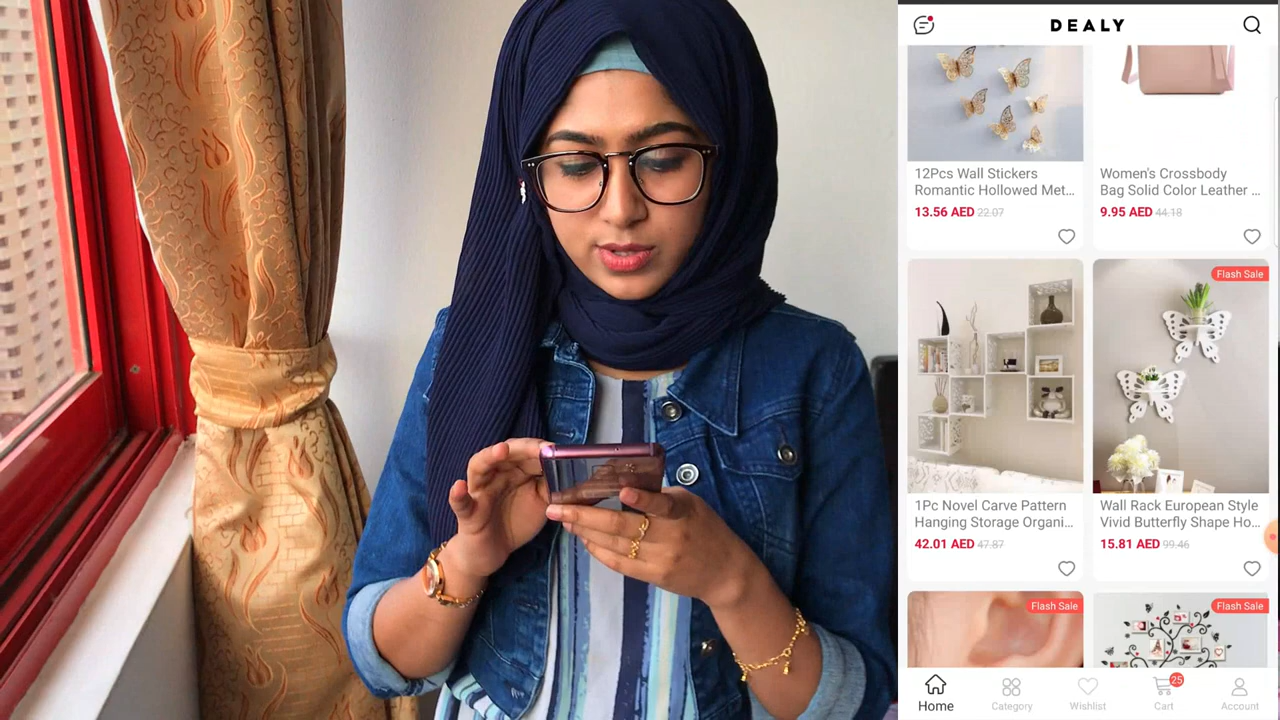 DEALY
12Pcs Wall Stickers
Romantic Hollowed Met...
13.56 AED 22.07
Women's Crossbody
Bag Solid Color Leather ...
9.95 AED 44.18
Flash Sale
1Pc Novel Carve Pattern
Hanging Storage Organi...
42.01 AED 47.87
Wall Rack European Style
Vivid Butterfly Shape Ho...
15.81 AED 99.46
Flash Sale
Flash Sale
Home
Category
Wishlist
25
Cart
Account